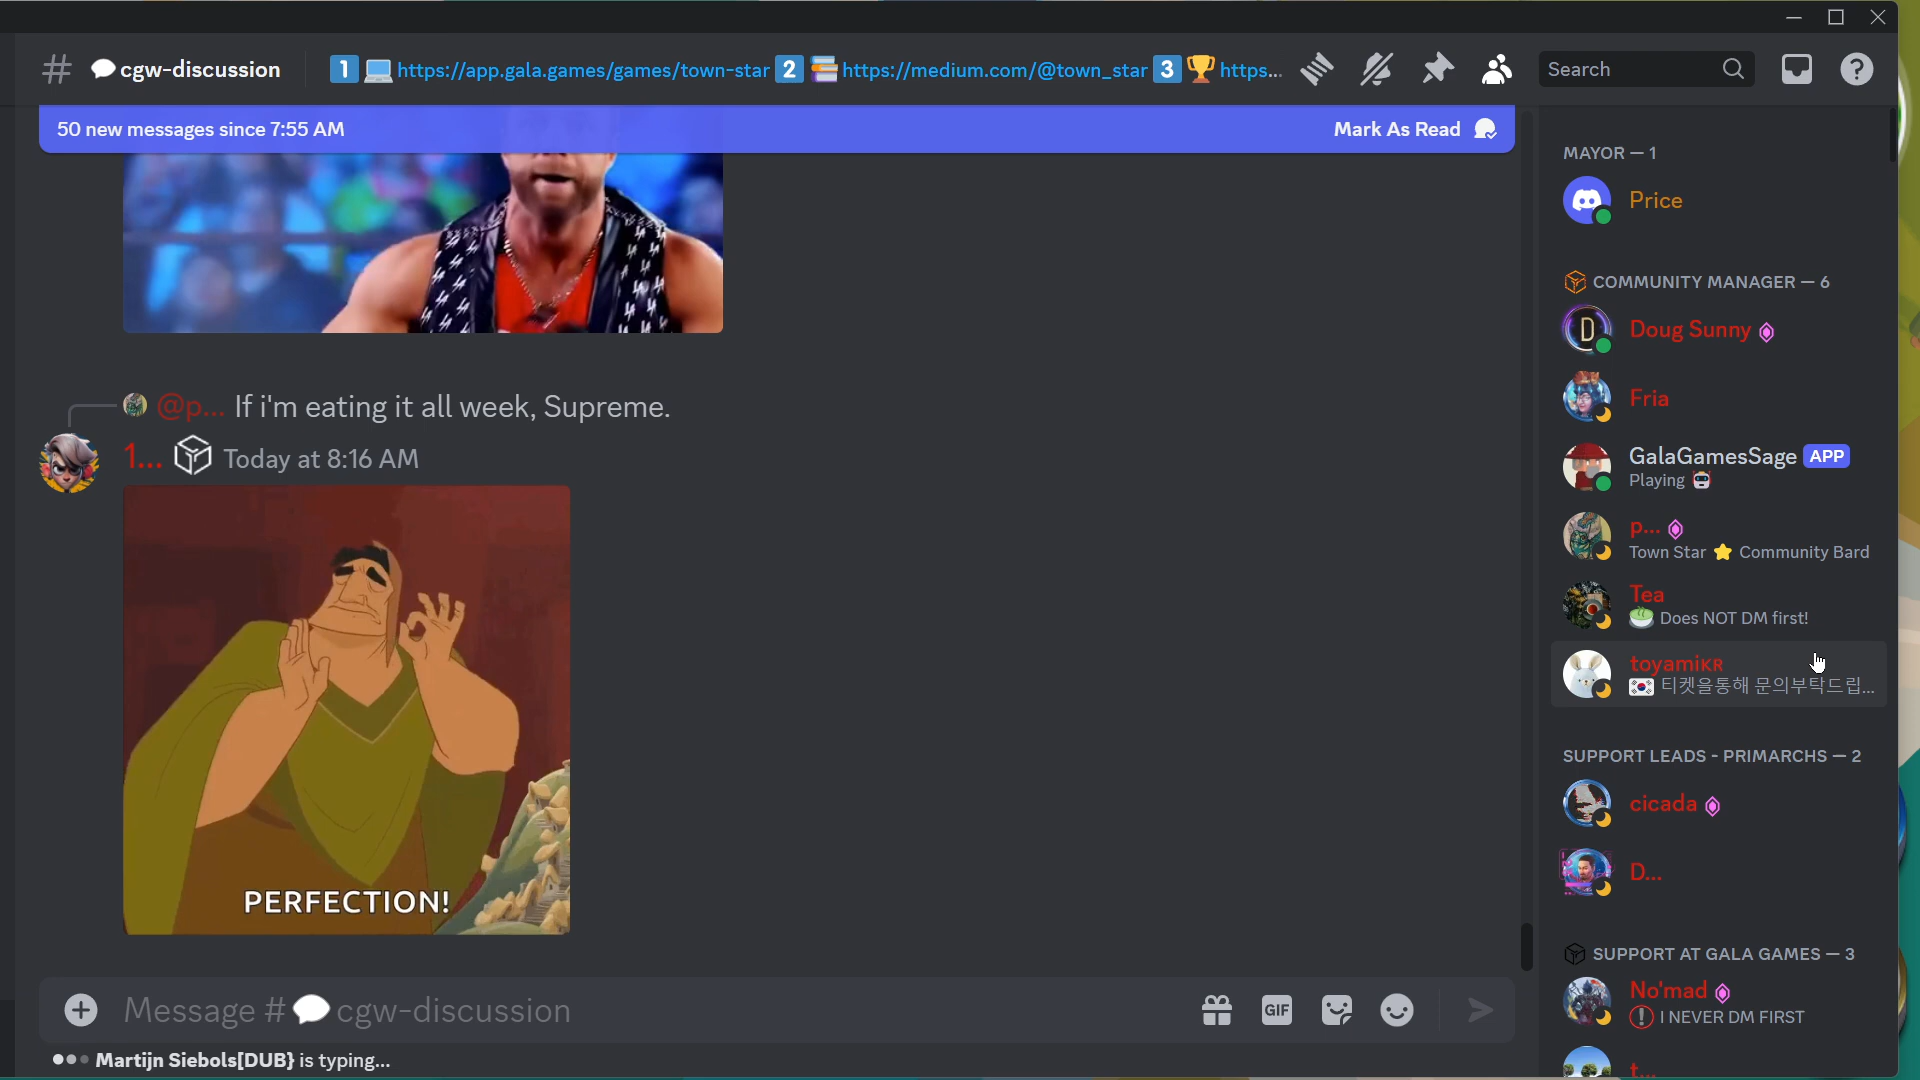 cgw-discussion
1 https://app.gala.games/games/town-star 2 https://medium.com/@town_star 3 https...
Search
50 new messages since 7:55 AM
Mark As Read
@p... If i'm eating it all week, Supreme.
1... Today at 8:16 AM
PERFECTION!
Message # cgw-discussion
GIF
Martijn Siebols[DUB} is typing...
MAYOR — 1
Price
COMMUNITY MANAGER — 6
D
Doug Sunny
Fria
GalaGamesSage APP
Playing
p...
Town Star ⭐ Community Bard
Tea
Does NOT DM first!
toyamiKR
🇰🇷 티켓을통해 문의부탁드립...
SUPPORT LEADS - PRIMARCHS — 2
cicada
D...
SUPPORT AT GALA GAMES — 3
No'mad
I NEVER DM FIRST
t...